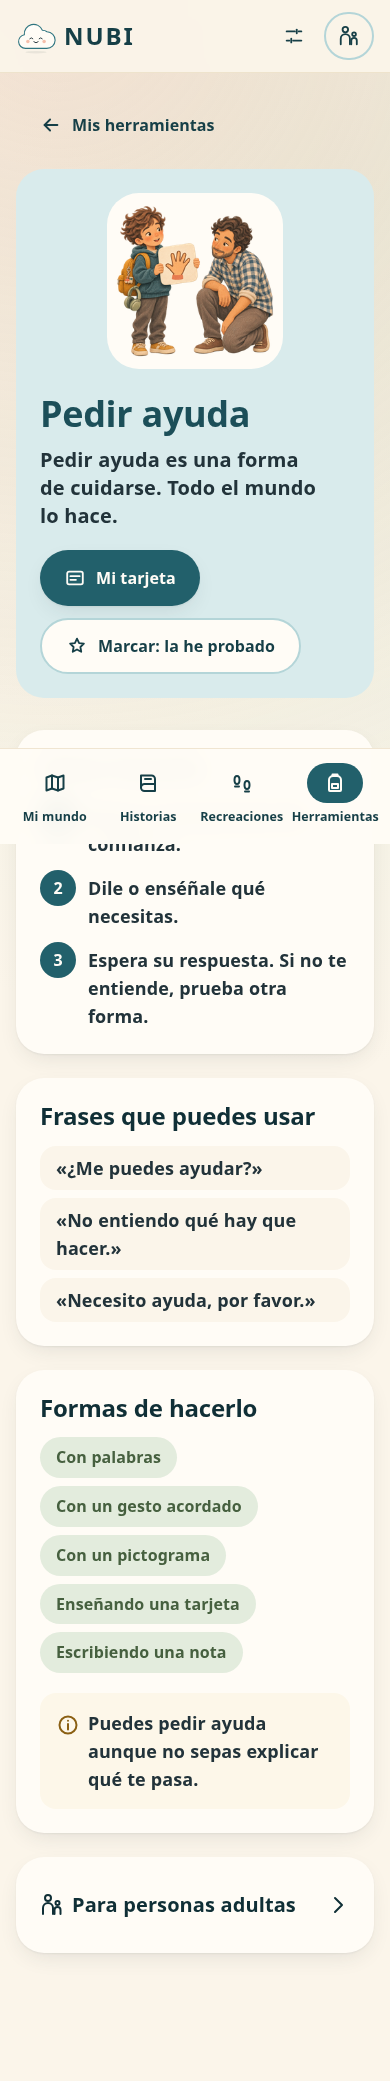 NUBI
Mis herramientas
Pedir ayuda
Pedir ayuda es una forma
de cuidarse. Todo el mundo
lo hace.
Mi tarjeta
Marcar: la he probado
Mi mundo
Historias
Recreaciones
Herramientas
confianza.
2
Dile o enséñale qué
necesitas.
3
Espera su respuesta. Si no te
entiende, prueba otra
forma.
Frases que puedes usar
«¿Me puedes ayudar?»
«No entiendo qué hay que
hacer.»
«Necesito ayuda, por favor.»
Formas de hacerlo
Con palabras
Con un gesto acordado
Con un pictograma
Enseñando una tarjeta
Escribiendo una nota
Puedes pedir ayuda
aunque no sepas explicar
qué te pasa.
Para personas adultas